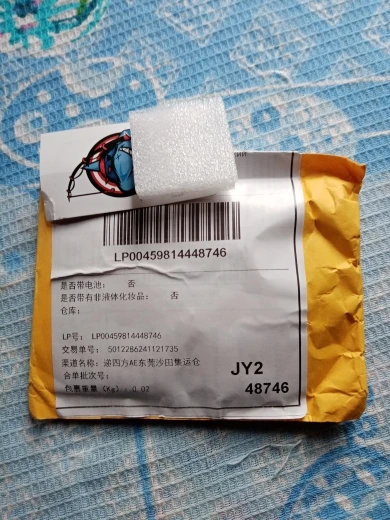 LP00459814448746
是否带电池： 否
是否带有非液体化妆品： 否
仓库：
LP号： LP00459814448746
交易单号： 5012286241121735
渠道名称：递四方AE东莞沙田集运仓
合单批次号：
包裹重量（Kg）：0.02
JY2
48746